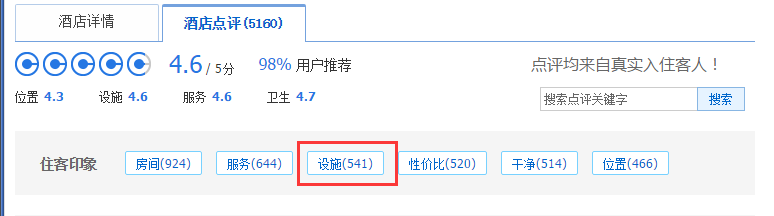 酒店详情 酒店点评(5160)
4.6 / 5分 98% 用户推荐 点评均来自真实入住客人！
位置 4.3 设施 4.6 服务 4.6 卫生 4.7 搜索点评关键字 搜索
住客印象 房间(924) 服务(644) 设施(541) 性价比(520) 干净(514) 位置(466)